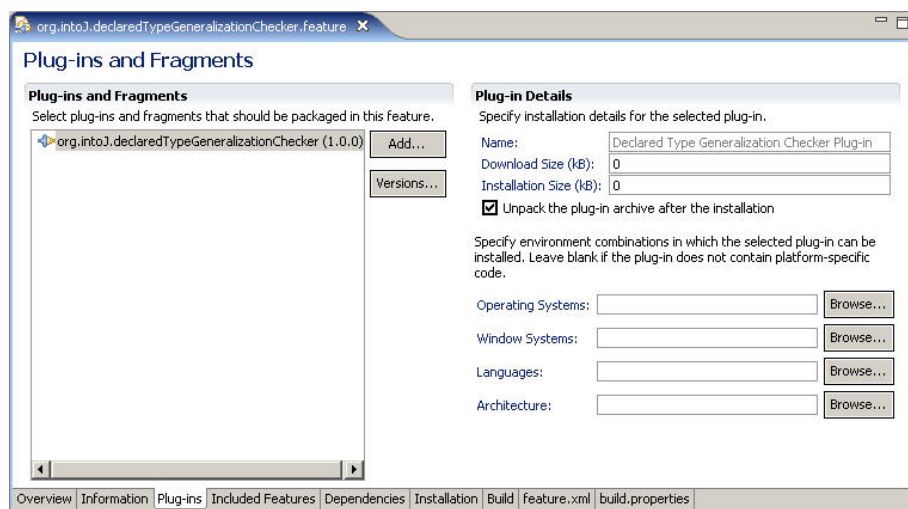 org.intoJ.declaredTypeGeneralizationChecker.feature
Plug-ins and Fragments
Plug-ins and Fragments
Select plug-ins and fragments that should be packaged in this feature.
org.intoJ.declaredTypeGeneralizationChecker (1.0.0)
Add...
Versions...
Plug-in Details
Specify installation details for the selected plug-in.
Name: Declared Type Generalization Checker Plug-in
Download Size (kB): 0
Installation Size (kB): 0
Unpack the plug-in archive after the installation
Specify environment combinations in which the selected plug-in can be
installed. Leave blank if the plug-in does not contain platform-specific
code.
Operating Systems: Browse...
Window Systems: Browse...
Languages: Browse...
Architecture: Browse...
Overview Information Plug-ins Included Features Dependencies Installation Build feature.xml build.properties